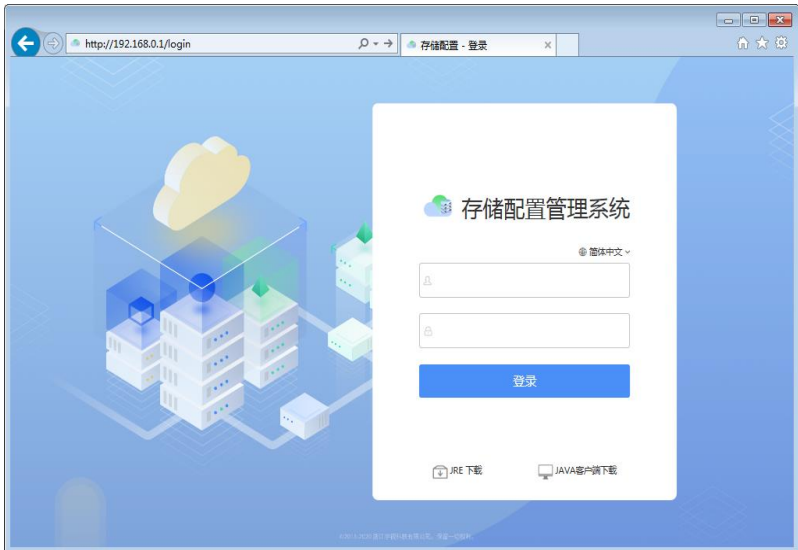 http://192.168.0.1/login
存储配置 - 登录
存储配置管理系统
简体中文
登录
JRE 下载
JAVA客户端下载